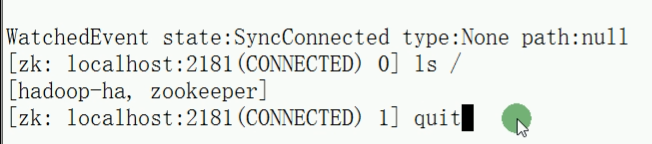 WatchedEvent state:SyncConnected type:None path:null
[zk: localhost:2181(CONNECTED) 0] ls /
[hadoop-ha, zookeeper]
[zk: localhost:2181(CONNECTED) 1] quit